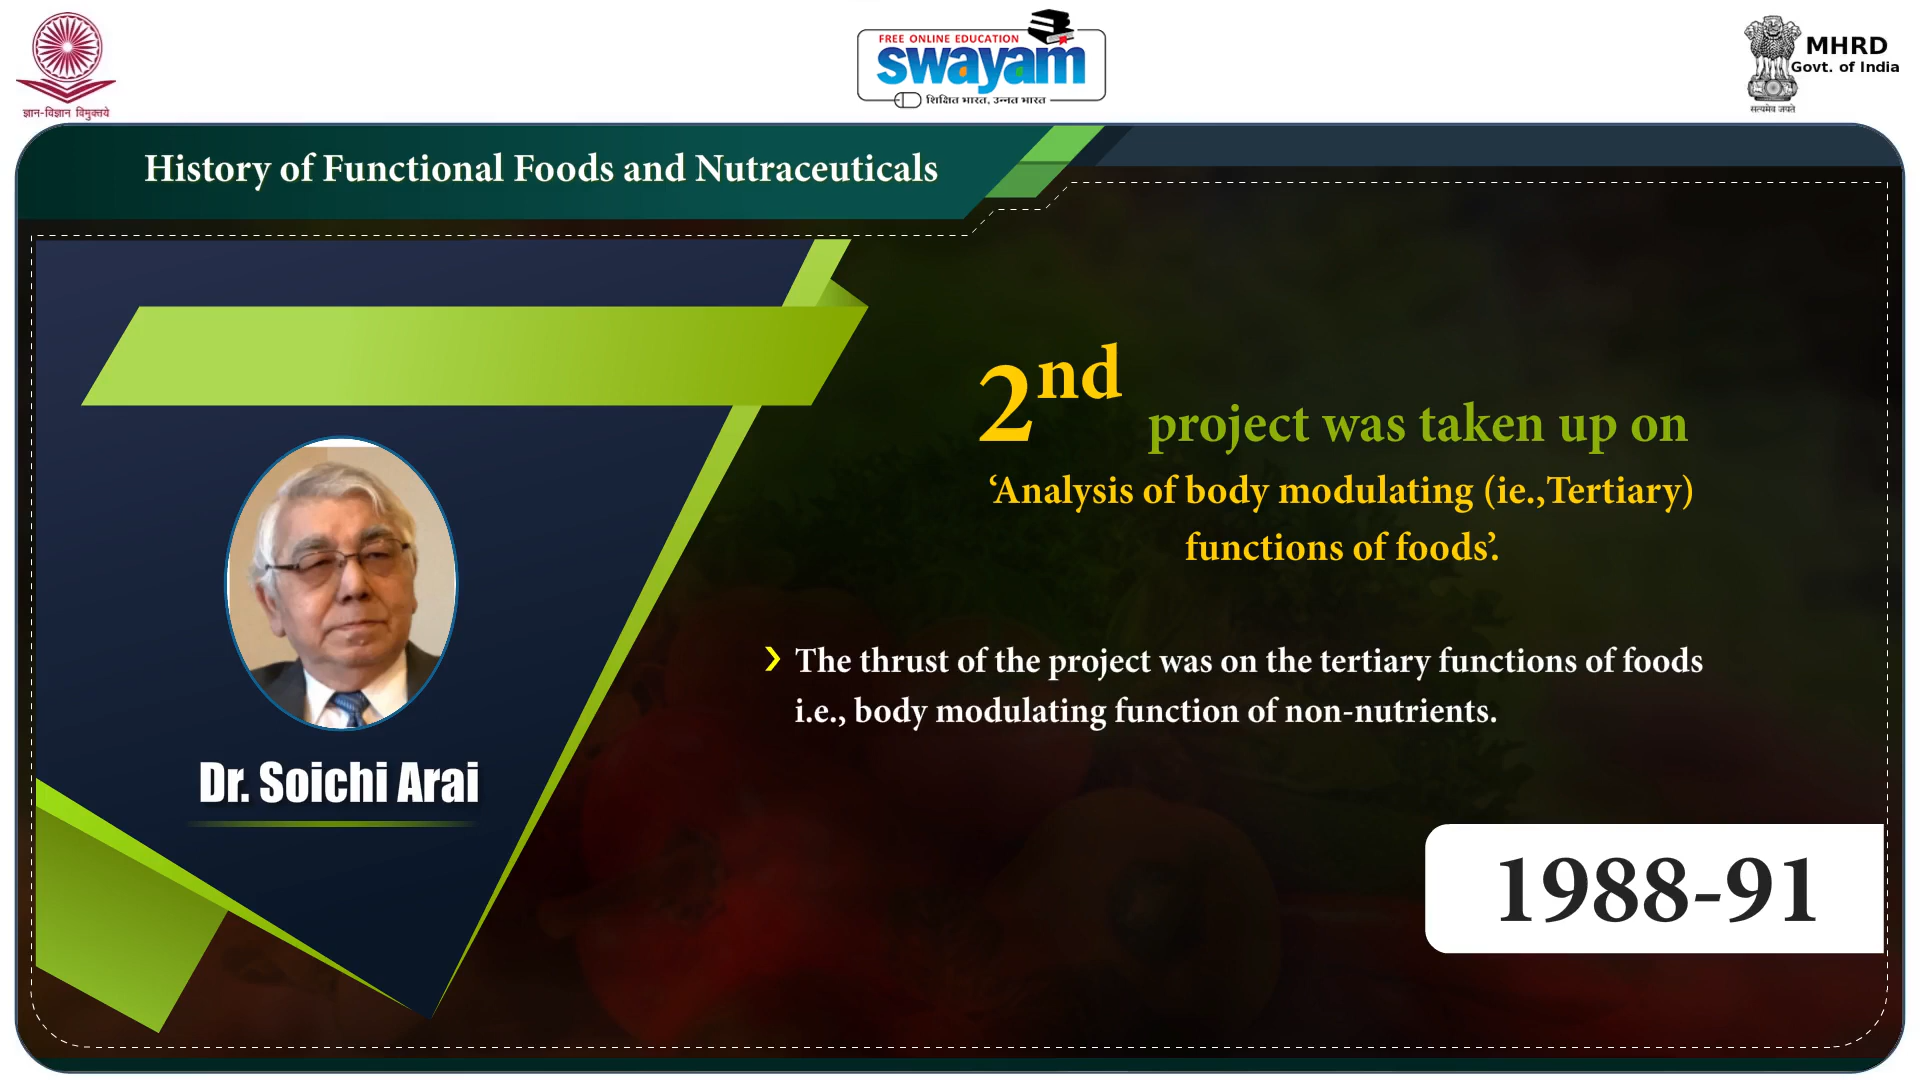 ज्ञान-विज्ञान विमुक्तये
FREE ONLINE EDUCATION
swayam
शिक्षित भारत, उन्नत भारत
MHRD
Govt. of India
सत्यमेव जयते
History of Functional Foods and Nutraceuticals
2nd project was taken up on
‘Analysis of body modulating (ie.,Tertiary)
functions of foods’.
❯ The thrust of the project was on the tertiary functions of foods
i.e., body modulating function of non-nutrients.
Dr. Soichi Arai
1988-91